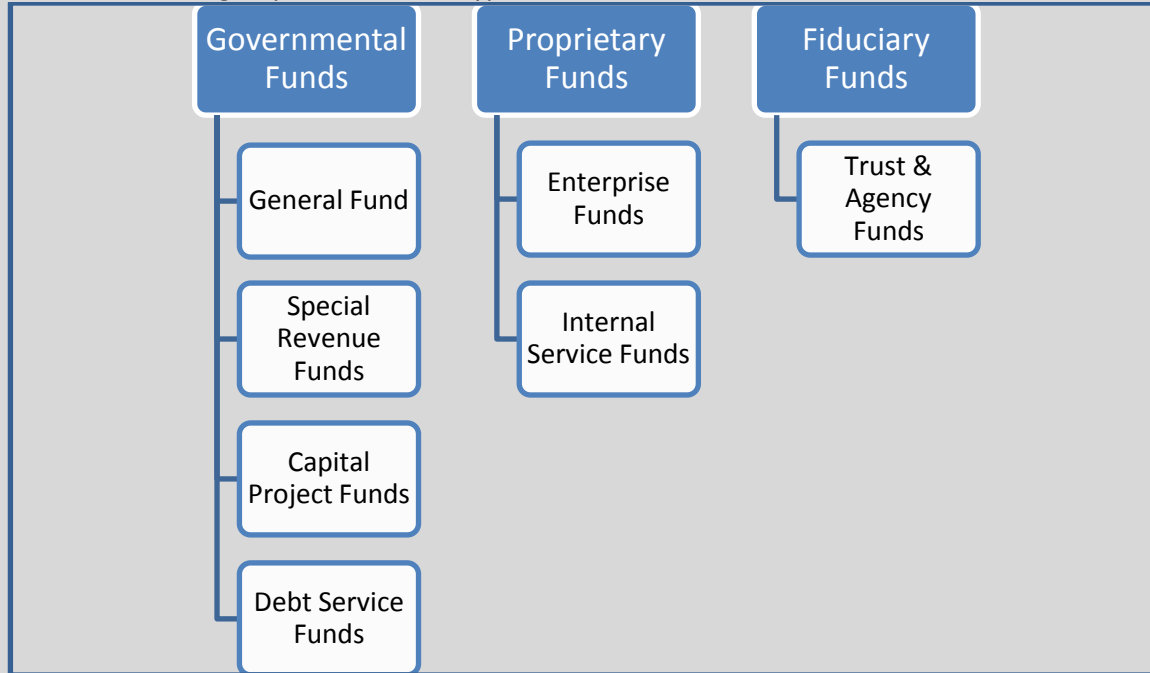 Governmental
Funds
General Fund
Special
Revenue
Funds
Capital
Project Funds
Debt Service
Funds
Proprietary
Funds
Enterprise
Funds
Internal
Service Funds
Fiduciary
Funds
Trust &
Agency
Funds